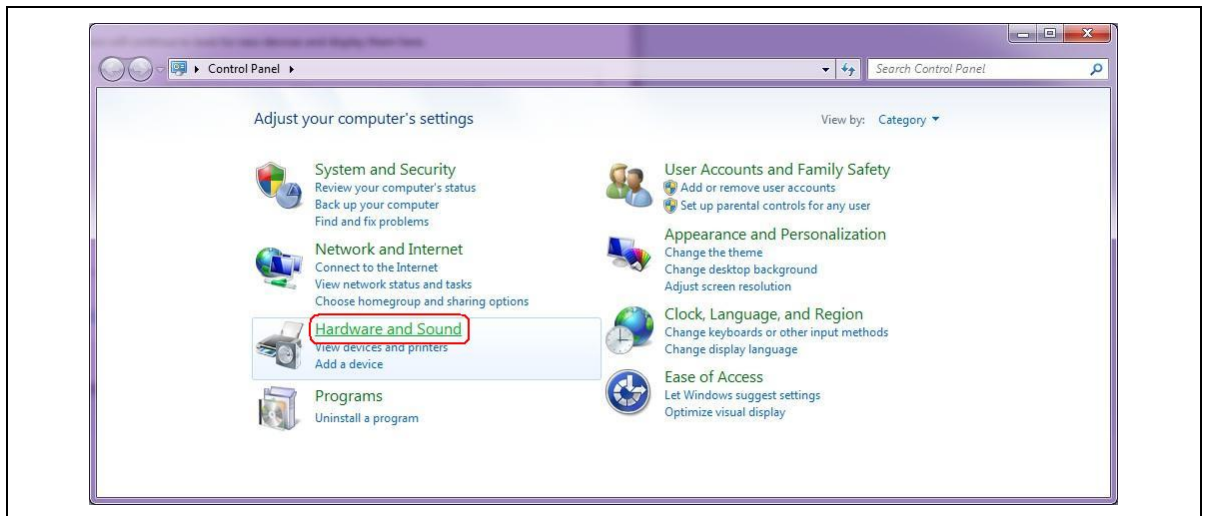 Control Panel
Search Control Panel
Adjust your computer's settings
View by: Category
System and Security
Review your computer's status
Back up your computer
Find and fix problems
Network and Internet
Connect to the Internet
View network status and tasks
Choose homegroup and sharing options
Hardware and Sound
View devices and printers
Add a device
Programs
Uninstall a program
User Accounts and Family Safety
Add or remove user accounts
Set up parental controls for any user
Appearance and Personalization
Change the theme
Change desktop background
Adjust screen resolution
Clock, Language, and Region
Change keyboards or other input methods
Change display language
Ease of Access
Let Windows suggest settings
Optimize visual display